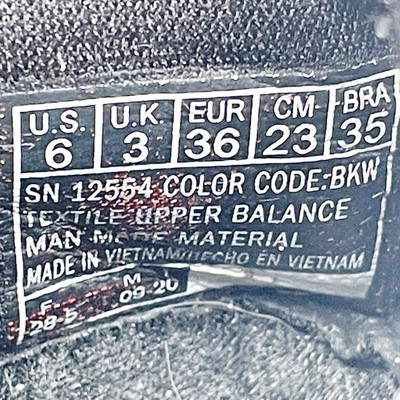 U.S. U.K. EUR CM BRA
6 3 36 23 35
SN 12554 COLOR CODE:BKW
TEXTILE UPPER BALANCE
MAN MADE MATERIAL
MADE IN VIETNAM/HECHO EN VIETNAM
F M
28-5 09-20